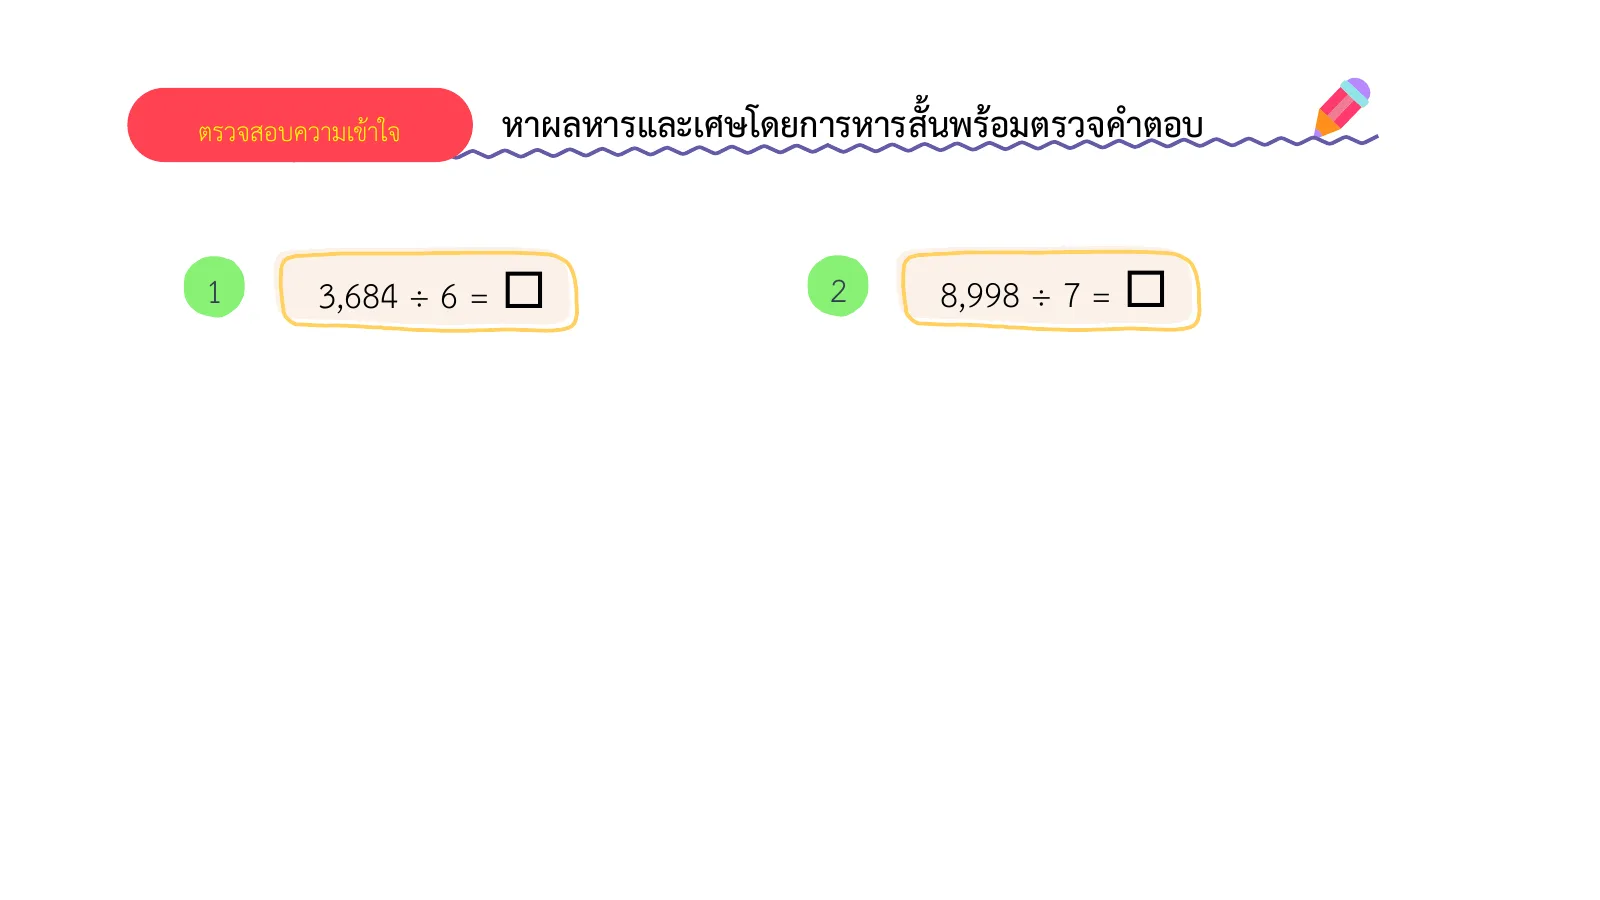 ตรวจสอบความเข้าใจ
หาผลหารและเศษโดยการหารสั้นพร้อมตรวจคำตอบ
1
3,684 ÷ 6 = □
2
8,998 ÷ 7 = □